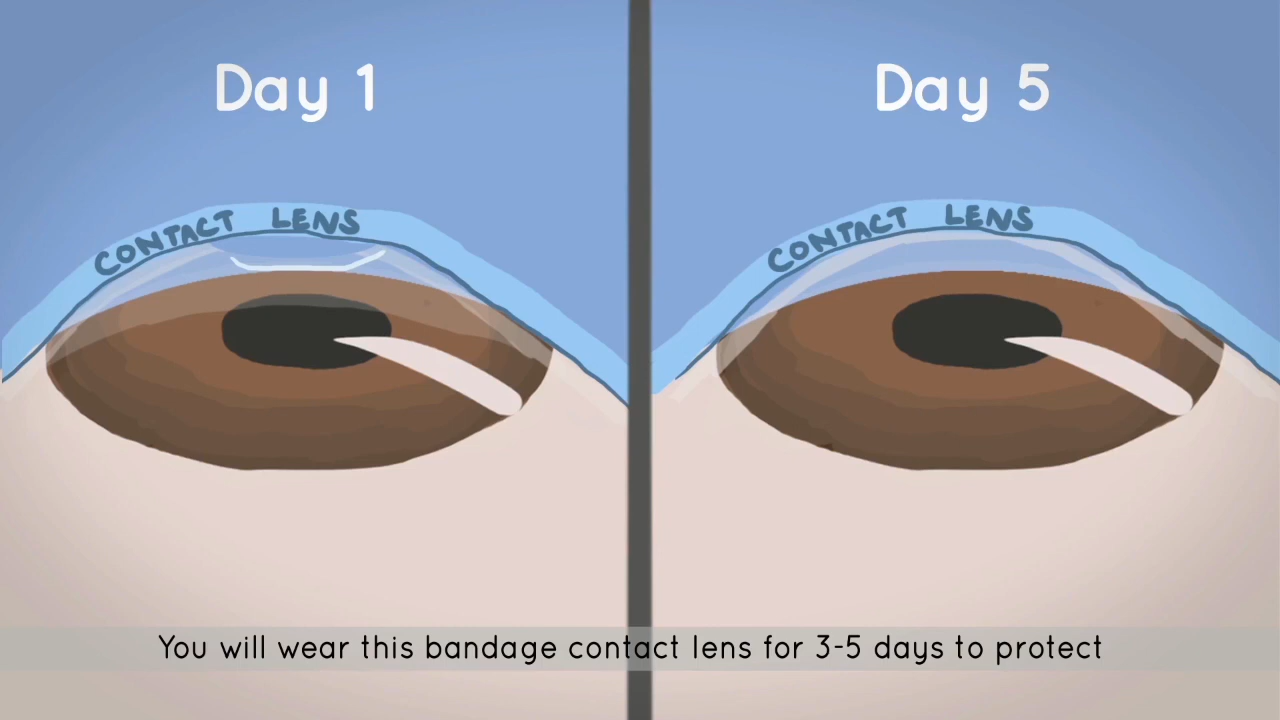 Day 1
Day 5
CONTACT LENS
CONTACT LENS
You will wear this bandage contact lens for 3-5 days to protect